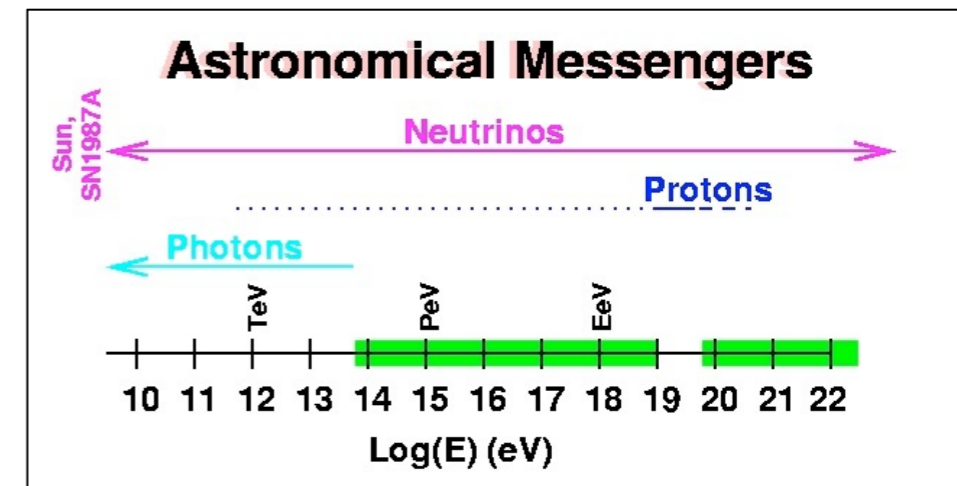 Astronomical Messengers
Sun,
SN1987A
Neutrinos
Protons
Photons
TeV PeV EeV
10 11 12 13 14 15 16 17 18 19 20 21 22
Log(E) (eV)